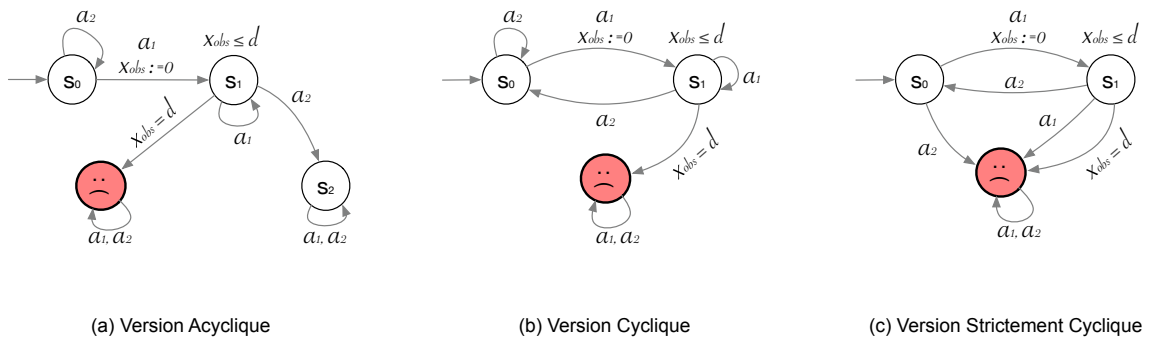 a2
a1
xobs := 0
xobs ≤ d
s0
s1
a1
a2
xobs = d
s2
a1, a2
a1, a2
(a) Version Acyclique
a2
a1
xobs := 0
xobs ≤ d
s0
s1
a1
a2
xobs = d
a1, a2
(b) Version Cyclique
a1
xobs := 0
xobs ≤ d
s0
s1
a2
a2
a1
xobs = d
a1, a2
(c) Version Strictement Cyclique